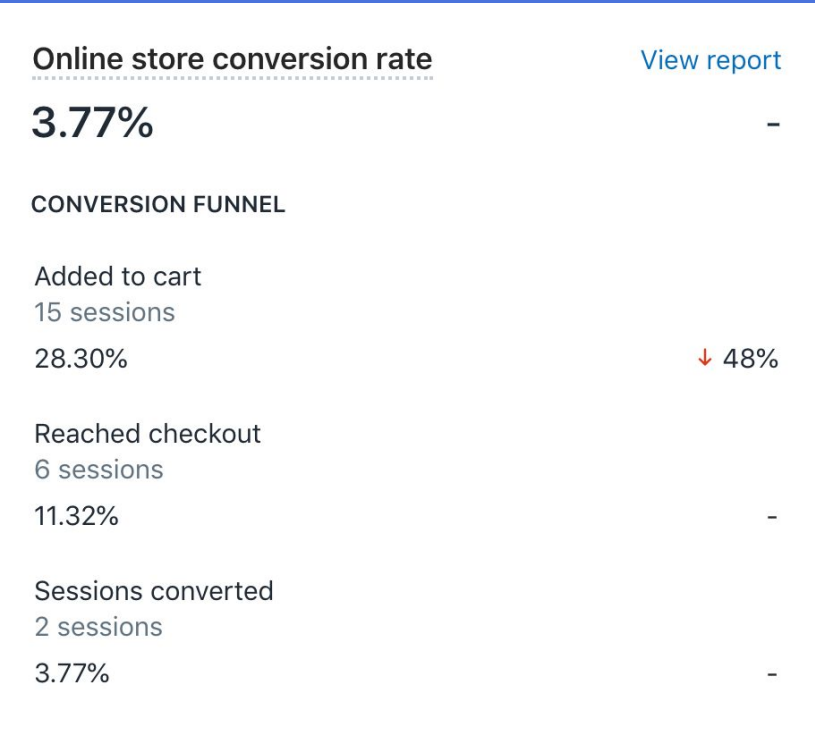 Online store conversion rate
View report
3.77%
-
CONVERSION FUNNEL
Added to cart
15 sessions
28.30%
↓ 48%
Reached checkout
6 sessions
11.32%
-
Sessions converted
2 sessions
3.77%
-